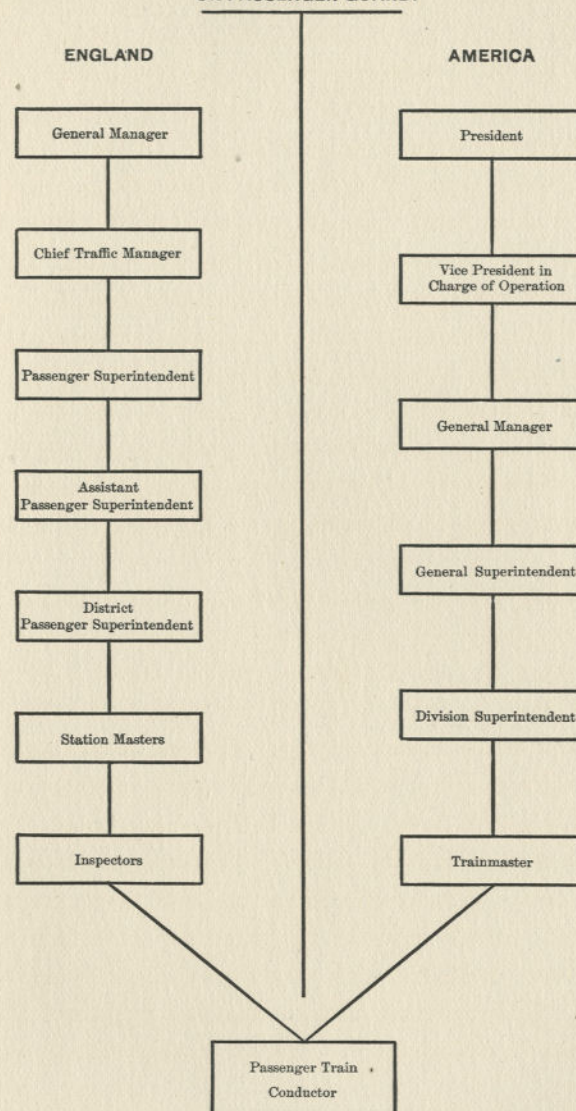 ENGLAND
General Manager
Chief Traffic Manager
Passenger Superintendent
Assistant
Passenger Superintendent
District
Passenger Superintendent
Station Masters
Inspectors
AMERICA
President
Vice President in
Charge of Operation
General Manager
General Superintendent
Division Superintendent
Trainmaster
Passenger Train
Conductor